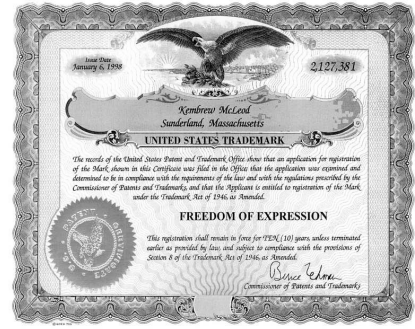 Issue Date
January 6, 1998
2,127,381
Kembrew McLeod
Sunderland, Massachusetts
UNITED STATES TRADEMARK
The records of the United States Patent and Trademark Office show that an application for registration
of the Mark shown in this Certificate was filed in the Office that the application was examined and
determined to be in compliance with the requirements of the law and with the regulations prescribed by the
Commissioner of Patents and Trademarks, and that the Applicant is entitled to registration of the Mark
under the Trademark Act of 1946, as Amended.
FREEDOM OF EXPRESSION
This registration shall remain in force for TEN (10) years, unless terminated
earlier as provided by law, and subject to compliance with the provisions of
Section 8 of the Trademark Act of 1946, as Amended.
Commissioner of Patents and Trademarks